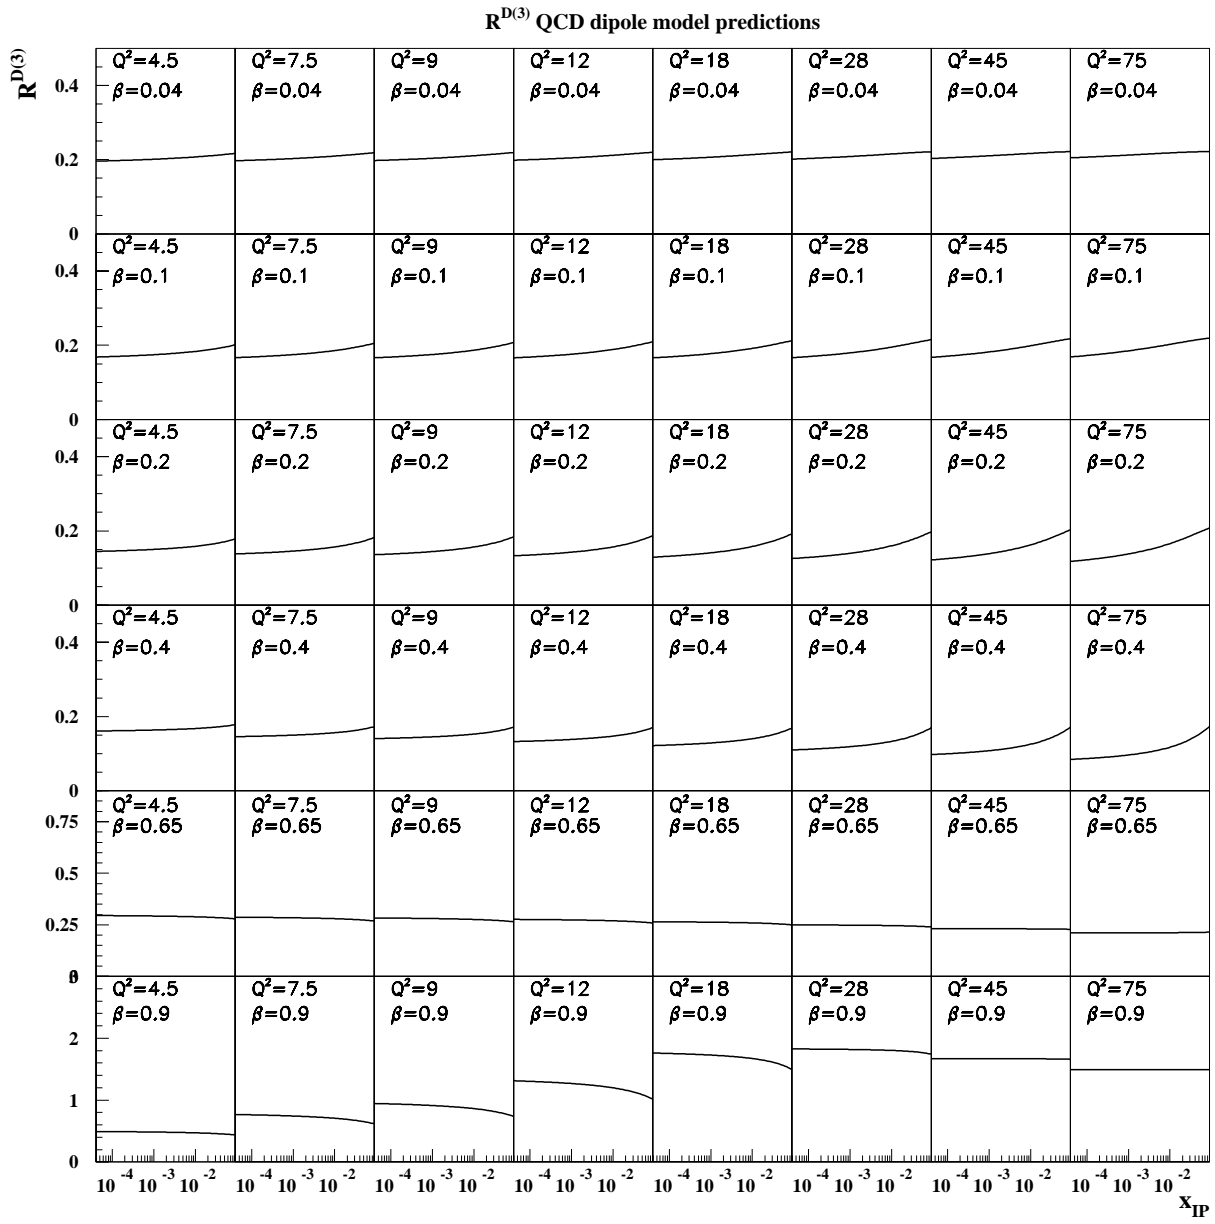 R^D(3) QCD dipole model predictions
R^D(3)
Q²=4.5 Q²=7.5 Q²=9 Q²=12 Q²=18 Q²=28 Q²=45 Q²=75
0.4
β=0.04 β=0.04 β=0.04 β=0.04 β=0.04 β=0.04 β=0.04 β=0.04
0.2
0
Q²=4.5 Q²=7.5 Q²=9 Q²=12 Q²=18 Q²=28 Q²=45 Q²=75
0.4
β=0.1 β=0.1 β=0.1 β=0.1 β=0.1 β=0.1 β=0.1 β=0.1
0.2
0
Q²=4.5 Q²=7.5 Q²=9 Q²=12 Q²=18 Q²=28 Q²=45 Q²=75
0.4
β=0.2 β=0.2 β=0.2 β=0.2 β=0.2 β=0.2 β=0.2 β=0.2
0.2
0
Q²=4.5 Q²=7.5 Q²=9 Q²=12 Q²=18 Q²=28 Q²=45 Q²=75
0.4
β=0.4 β=0.4 β=0.4 β=0.4 β=0.4 β=0.4 β=0.4 β=0.4
0.2
0
Q²=4.5 Q²=7.5 Q²=9 Q²=12 Q²=18 Q²=28 Q²=45 Q²=75
0.75
β=0.65 β=0.65 β=0.65 β=0.65 β=0.65 β=0.65 β=0.65 β=0.65
0.5
0.25
Q²=4.5 Q²=7.5 Q²=9 Q²=12 Q²=18 Q²=28 Q²=45 Q²=75
β=0.9 β=0.9 β=0.9 β=0.9 β=0.9 β=0.9 β=0.9 β=0.9
2
1
0
10^-4 10^-3 10^-2 10^-4 10^-3 10^-2 10^-4 10^-3 10^-2 10^-4 10^-3 10^-2 10^-4 10^-3 10^-2 10^-4 10^-3 10^-2 10^-4 10^-3 10^-2 10^-4 10^-3 10^-2
x_IP